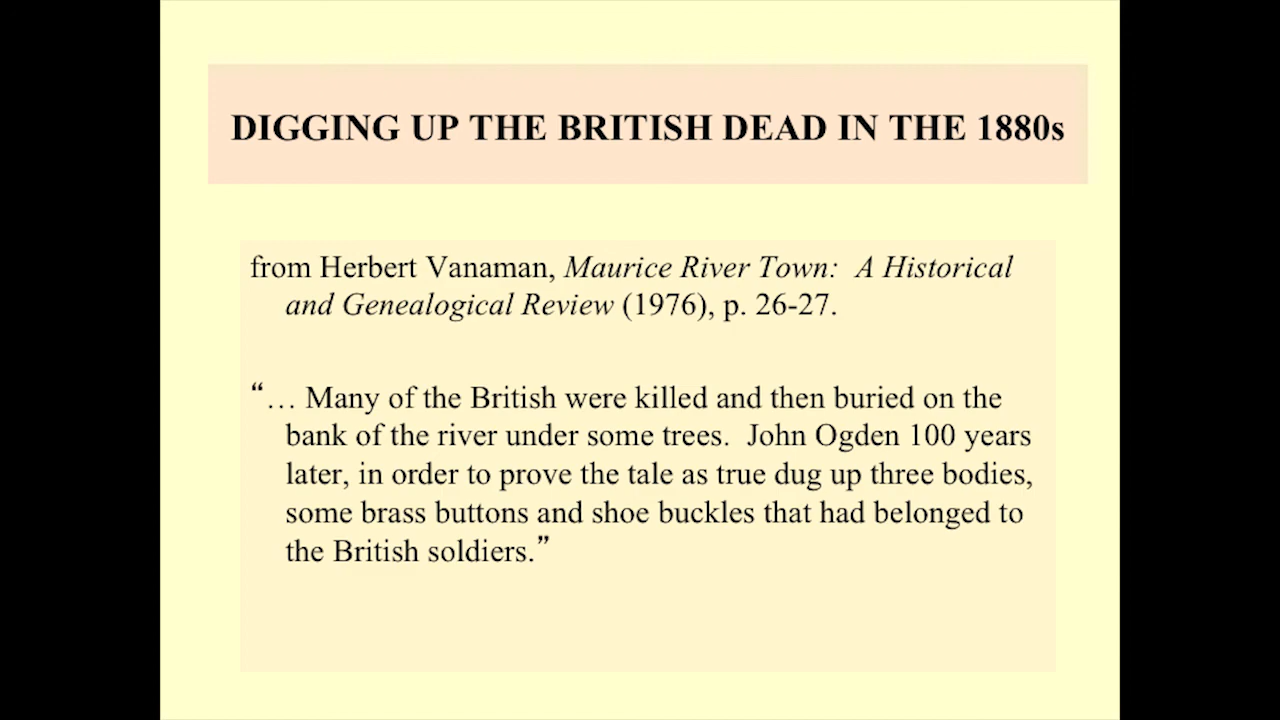 DIGGING UP THE BRITISH DEAD IN THE 1880s
from Herbert Vanaman, Maurice River Town: A Historical
and Genealogical Review (1976), p. 26-27.
“… Many of the British were killed and then buried on the
bank of the river under some trees. John Ogden 100 years
later, in order to prove the tale as true dug up three bodies,
some brass buttons and shoe buckles that had belonged to
the British soldiers.”